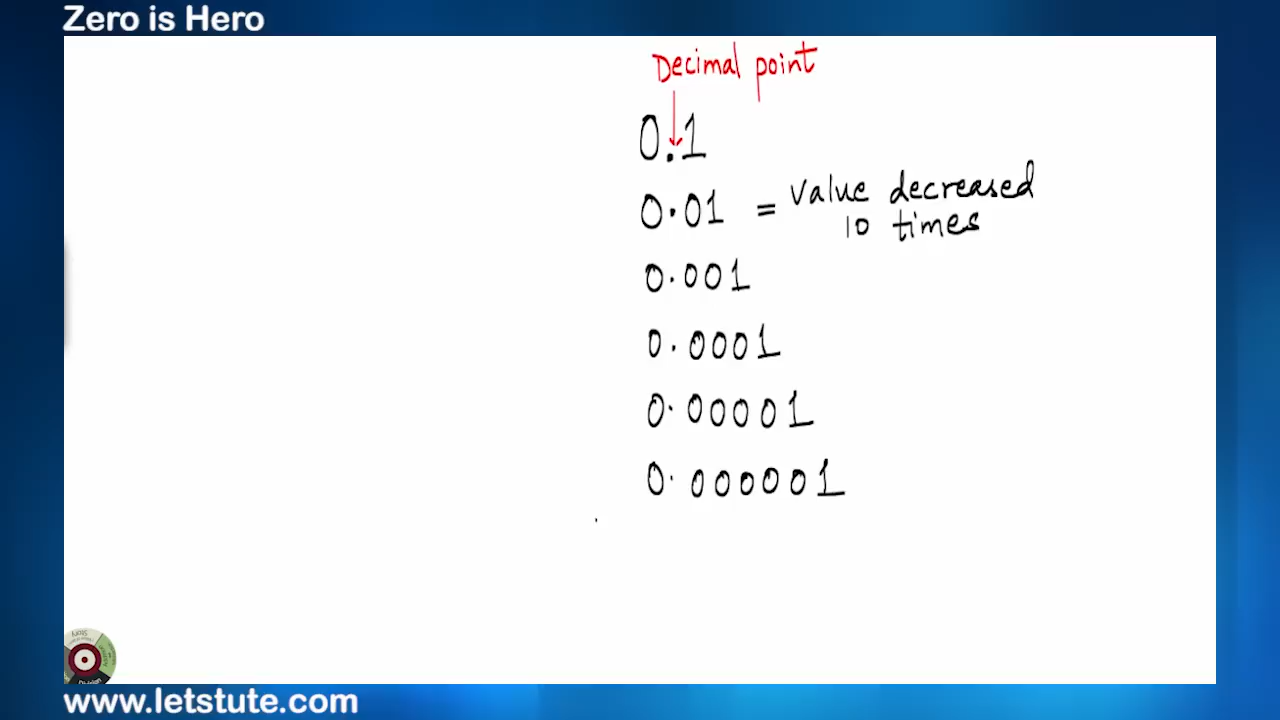 Zero is Hero
Decimal point
0.1
0.01 = value decreased
10 times
0.001
0.0001
0.00001
0.000001
Story
www.letstute.com